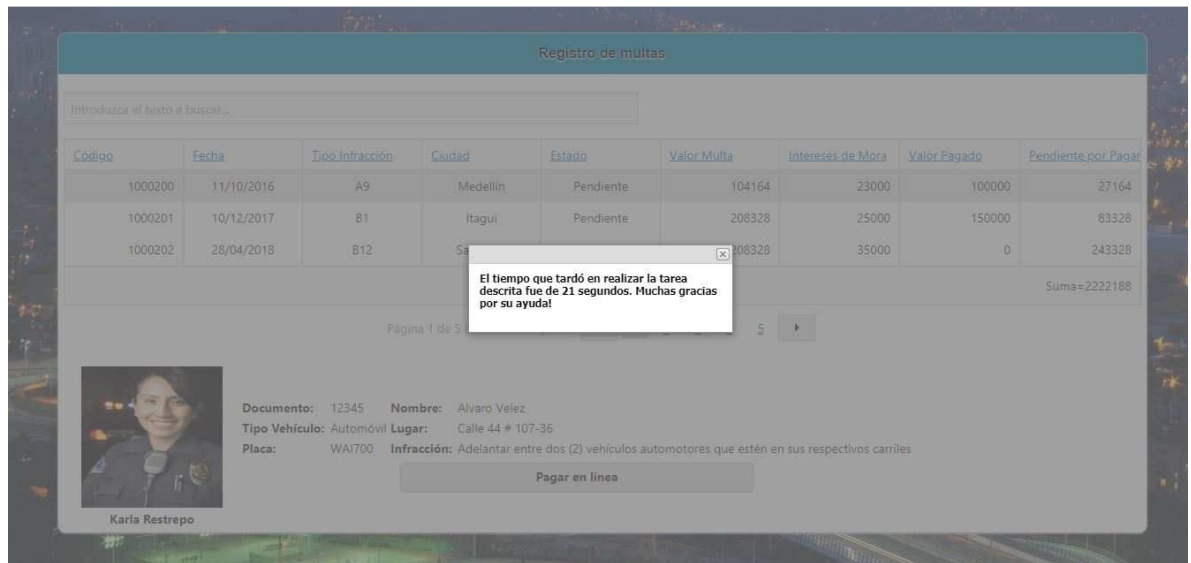 Registro de multas
Introduzca el texto a buscar...
Código Fecha Tipo Infracción Ciudad Estado Valor Multa Intereses de Mora Valor Pagado Pendiente por Pagar
1000200 11/10/2016 A9 Medellín Pendiente 104164 23000 100000 27164
1000201 10/12/2017 B1 Itagui Pendiente 208328 25000 150000 83328
1000202 28/04/2018 B12 Sa 208328 35000 0 243328
El tiempo que tardó en realizar la tarea
descrita fue de 21 segundos. Muchas gracias
por su ayuda!
Suma=2222188
Página 1 de 5 5
Documento: 12345 Nombre: Alvaro Velez
Tipo Vehículo: Automóvil Lugar: Calle 44 # 107-36
Placa: WAI700 Infracción: Adelantar entre dos (2) vehículos automotores que estén en sus respectivos carriles
Pagar en línea
Karla Restrepo